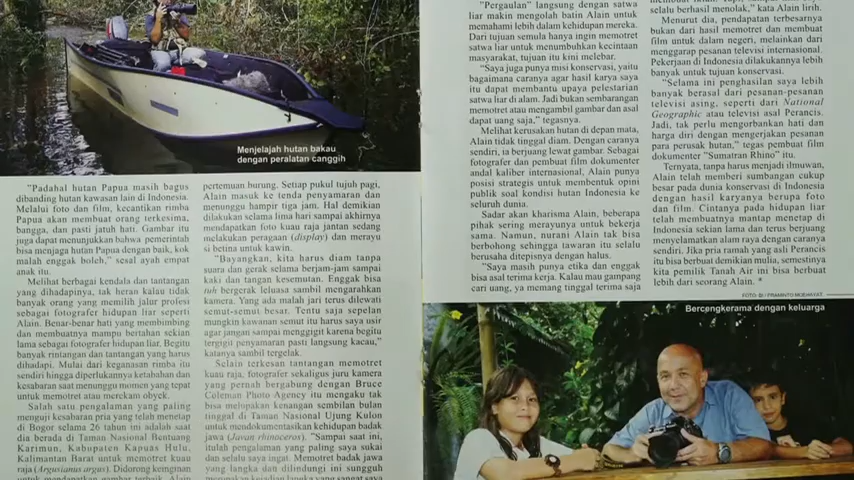 Menjelajah hutan bakau
dengan peralatan canggih
"Padahal hutan Papua masih bagus
dibanding hutan kawasan lain di Indonesia.
Melalui foto dan film, kecantikan rimba
Papua akan membuat orang terkesima,
bangga, dan pasti jatuh hati. Gambar itu
juga dapat menunjukkan bahwa pemerintah
bisa menjaga hutan Papua dengan baik, kok
malah enggak boleh," sesal ayah empat
anak itu.
Melihat berbagai kendala dan tantangan
yang dihadapinya, tak heran kalau tidak
banyak orang yang memilih jalur profesi
sebagai fotografer hidupan liar seperti
Alain. Benar-benar hati yang membimbing
dan membuatnya mampu bertahan sekian
lama sebagai fotografer hidupan liar. Begitu
banyak rintangan dan tantangan yang harus
dihadapi. Mulai dari keganasan rimba itu
sendiri hingga diperlukannya ketabahan dan
kesabaran saat menunggu momen yang tepat
untuk memotret atau merekam obyek.
Salah satu pengalaman yang paling
menguji kesabaran pria yang telah menetap
di Bogor selama 26 tahun ini adalah saat
dia berada di Taman Nasional Bentuang
Karimun, Kabupaten Kapuas Hulu,
Kalimantan Barat untuk memotret kuau
raja (Argusianus argus). Didorong keinginan
pertemuan burung. Setiap pukul tujuh pagi,
Alain masuk ke tenda penyamaran dan
menunggu hampir tiga jam. Hal demikian
dilakukan selama lima hari sampai akhirnya
mendapatkan foto kuau raja jantan sedang
melakukan peragaan (display) dan merayu
si betina untuk kawin.
"Bayangkan, kita harus diam tanpa
suara dan gerak selama berjam-jam sampai
kaki dan tangan kesemutan. Enggak bisa
tuh bergerak leluasa sambil mengarahkan
kamera. Yang ada malah jari terus dilewati
semut-semut besar. Tentu saja sepelan
mungkin kawanan semut itu harus saya usir
agar jangan sampai menggigit karena begitu
tergigit penyamaran pasti langsung kacau,"
katanya sambil tergelak.
Selain terkesan tantangan memotret
kuau raja, fotografer sekaligus juru kamera
yang pernah bergabung dengan Bruce
Coleman Photo Agency itu mengaku tak
bisa melupakan kenangan sembilan bulan
tinggal di Taman Nasional Ujung Kulon
untuk mendokumentasikan kehidupan badak
jawa (Javan rhinoceros). "Sampai saat ini,
itulah pengalaman yang paling saya sukai
dan selalu saya ingat. Memotret badak jawa
yang langka dan dilindungi ini sungguh
"Pergaulan" langsung dengan satwa
liar makin mengolah batin Alain untuk
memahami lebih dalam kehidupan mereka.
Dari tujuan semula hanya ingin memotret
satwa liar untuk menumbuhkan kecintaan
masyarakat, tujuan itu kini melebar.
"Saya juga punya misi konservasi, yaitu
bagaimana caranya agar hasil karya saya
itu dapat membantu upaya pelestarian
satwa liar di alam. Jadi bukan sembarangan
memotret atau mengambil gambar dan asal
dapat uang saja," tegasnya.
Melihat kerusakan hutan di depan mata,
Alain tidak tinggal diam. Dengan caranya
sendiri, ia berjuang lewat gambar. Sebagai
fotografer dan pembuat film dokumenter
andal kaliber internasional, Alain punya
posisi strategis untuk membentuk opini
publik soal kondisi hutan Indonesia ke
seluruh dunia.
Sadar akan kharisma Alain, beberapa
pihak sering merayunya untuk bekerja
sama. Namun, nurani Alain tak bisa
berbohong sehingga tawaran itu selalu
berusaha ditepisnya dengan halus.
"Saya masih punya etika dan enggak
bisa asal terima kerja. Kalau mau gampang
cari uang, ya memang tinggal terima saja
selalu berhasil menolak," kata Alain lirih.
Menurut dia, pendapatan terbesarnya
bukan dari hasil memotret dan membuat
film untuk dalam negeri, melainkan dari
menggarap pesanan televisi internasional.
Pekerjaan di Indonesia dilakukannya lebih
banyak untuk tujuan konservasi.
"Selama ini penghasilan saya lebih
banyak berasal dari pesanan-pesanan
televisi asing, seperti dari National
Geographic atau televisi asal Perancis.
Jadi, tak perlu mengorbankan hati dan
harga diri dengan mengerjakan pesanan
para perusak hutan," tegas pembuat film
dokumenter "Sumatran Rhino" itu.
Ternyata, tanpa harus menjadi ilmuwan,
Alain telah memberi sumbangan cukup
besar pada dunia konservasi di Indonesia
dengan hasil karyanya berupa foto
dan film. Cintanya pada hidupan liar
telah membuatnya mantap menetap di
Indonesia sekian lama dan terus berjuang
menyelamatkan alam raya dengan caranya
sendiri. Jika pria ramah yang asli Perancis
itu bisa berbuat demikian mulia, semestinya
kita pemilik Tanah Air ini bisa berbuat
lebih dari seorang Alain. *
Bercengkerama dengan keluarga